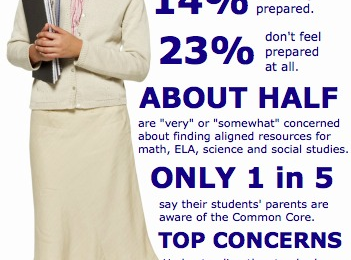 14%
prepared.
23%
don't feel
prepared
at all.
ABOUT HALF
are "very" or "somewhat" concerned
about finding aligned resources for
math, ELA, science and social studies.
ONLY 1 in 5
say their students' parents are
aware of the Common Core.
TOP CONCERNS